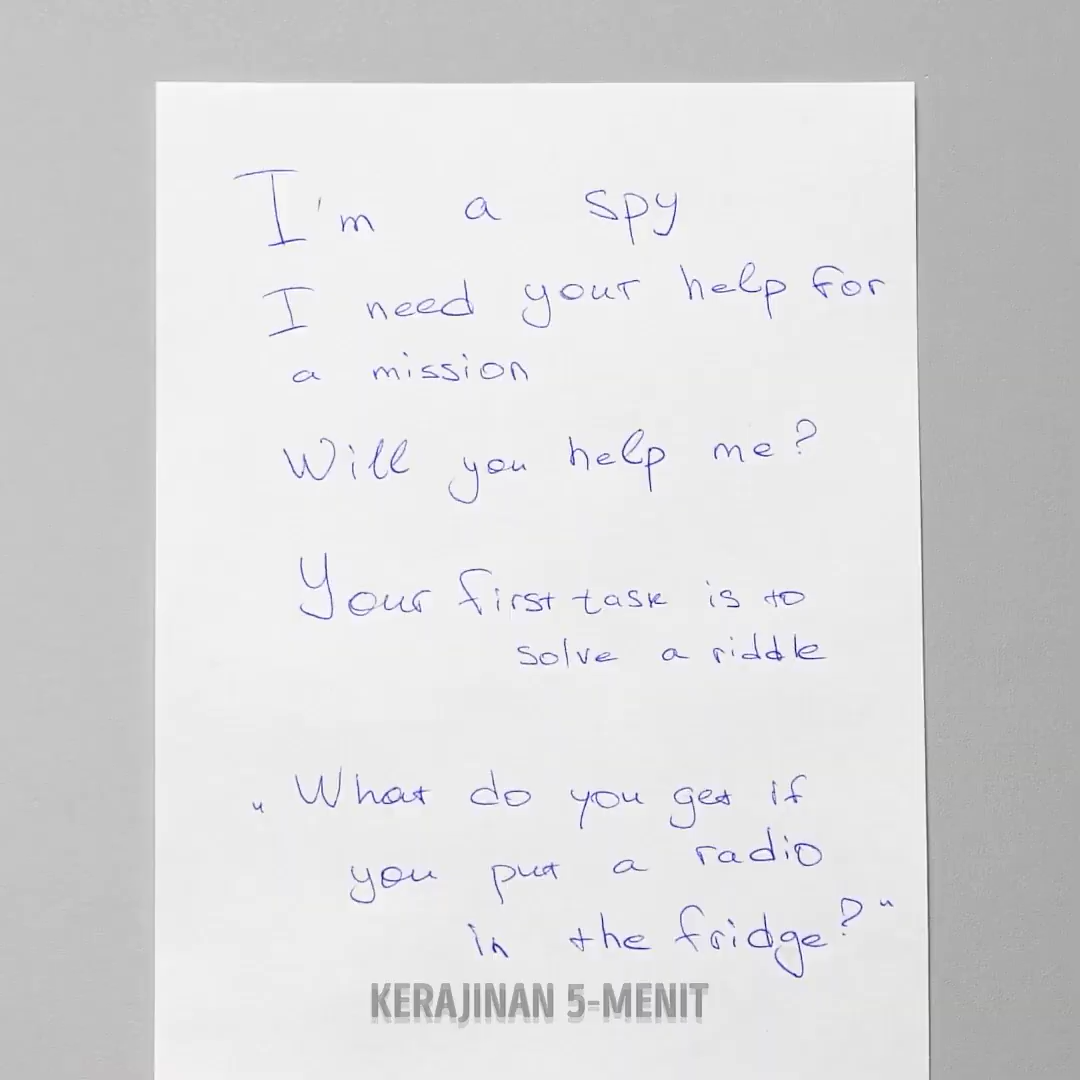 I'm a spy
I need your help for
a mission
Will you help me?
Your first task is to
solve a riddle
„What do you get if
you put a radio
in the fridge?“
KERAJINAN 5-MENIT